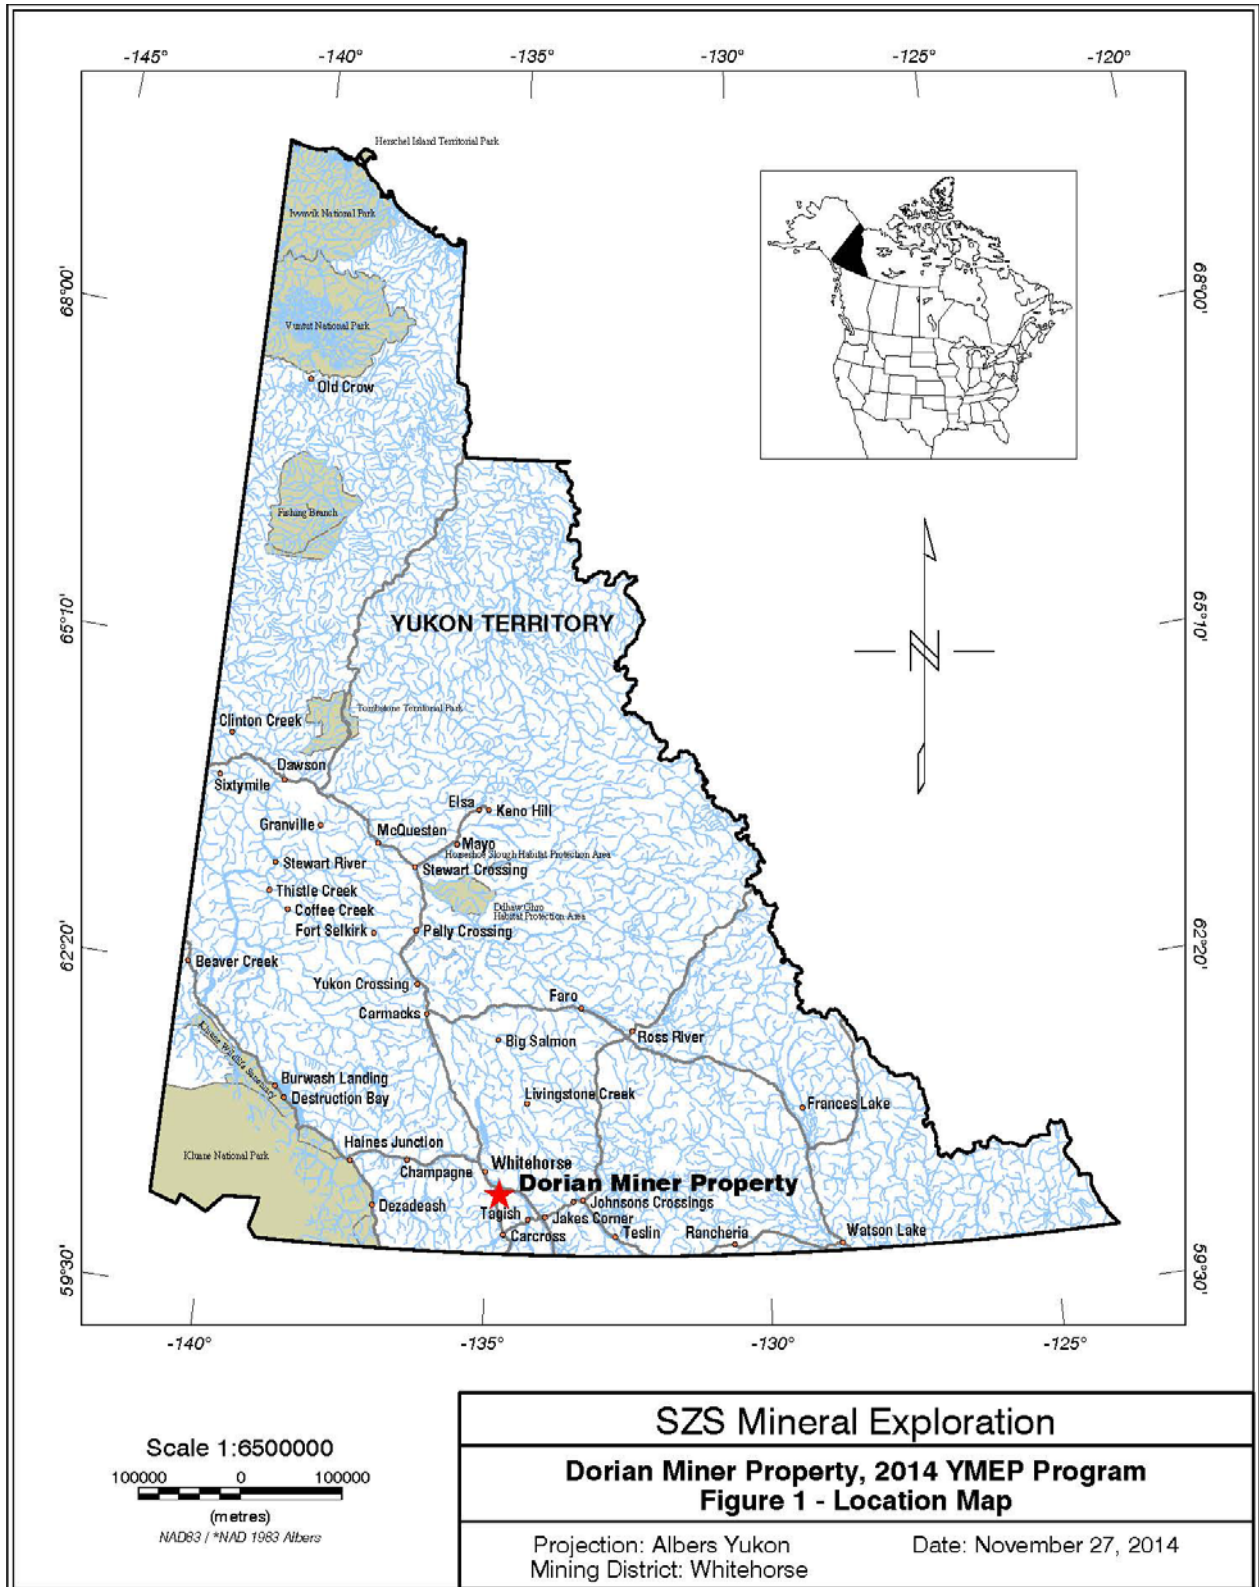 -145°
-140°
-135°
-130°
-125°
-120°
Herschel Island Territorial Park
Ivvavik National Park
68°00'
68°00'
Vuntut National Park
Old Crow
Fishing Branch
65°10'
YUKON TERRITORY
65°10'
N
Tombstone Territorial Park
Clinton Creek
Dawson
Sixtymile
Elsa
Keno Hill
Granville
McQuesten
Mayo
Horseshoe Slough Habitat Protection Area
Stewart River
Stewart Crossing
Thistle Creek
Coffee Creek
Ddhaw Ghro
Habitat Protection Area
Fort Selkirk
Pelly Crossing
62°20'
62°20'
Beaver Creek
Yukon Crossing
Faro
Carmacks
Ross River
Big Salmon
Kluane Wildlife Sanctuary
Burwash Landing
Destruction Bay
Livingstone Creek
Frances Lake
Haines Junction
Kluane National Park
Champagne
Whitehorse
Dorian Miner Property
Dezadeash
Johnsons Crossings
Tagish
Jakes Corner
Carcross
Teslin
Rancheria
Watson Lake
59°30'
59°30'
-140°
-135°
-130°
-125°
Scale 1:6500000
100000 0 100000
(metres)
NAD83 / *NAD 1983 Albers
SZS Mineral Exploration
Dorian Miner Property, 2014 YMEP Program
Figure 1 - Location Map
Projection: Albers Yukon
Date: November 27, 2014
Mining District: Whitehorse